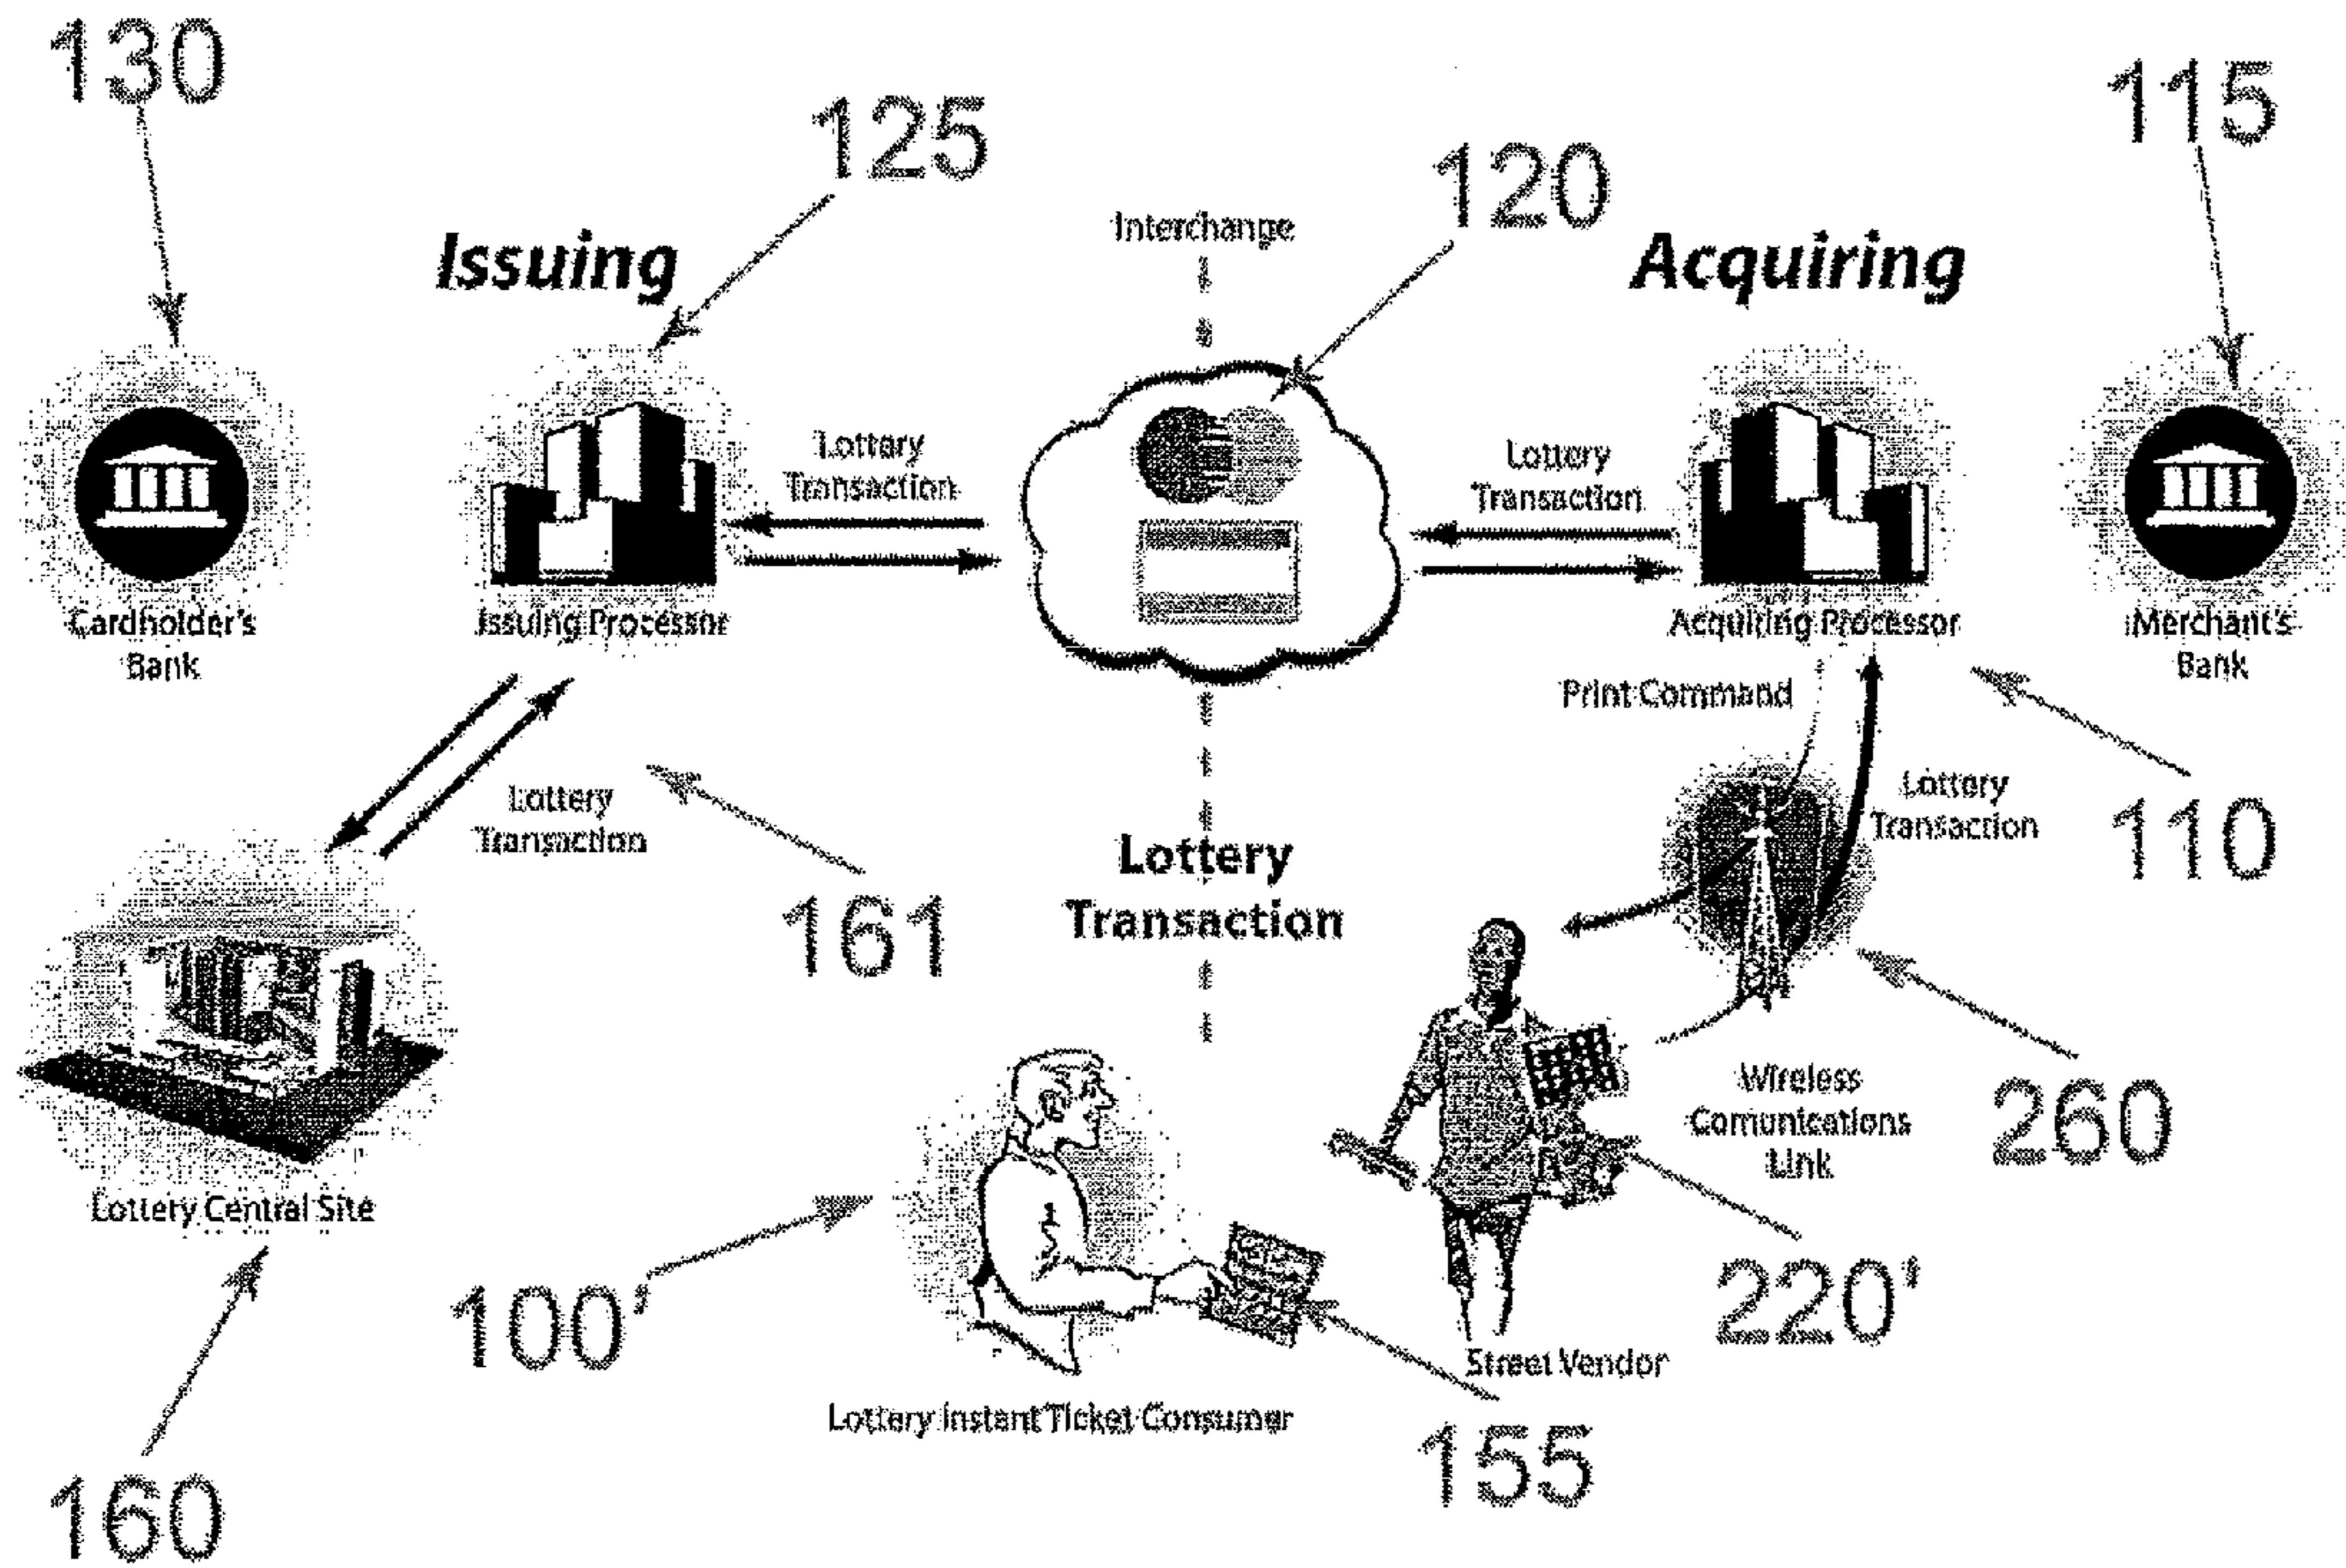 130
125
115
120
Interchange
Issuing
Acquiring
Lottery
Transaction
Lottery
Transaction
Cardholder's
Bank
Issuing Processor
Acquiring Processor
Merchant's
Bank
Print Command
Lottery
Transaction
Lottery
Transaction
110
161
Lottery
Transaction
Wireless
Comunications
Link
260
Lottery Central Site
100'
220'
Street Vendor
Lottery Instant Ticket Consumer
155
160